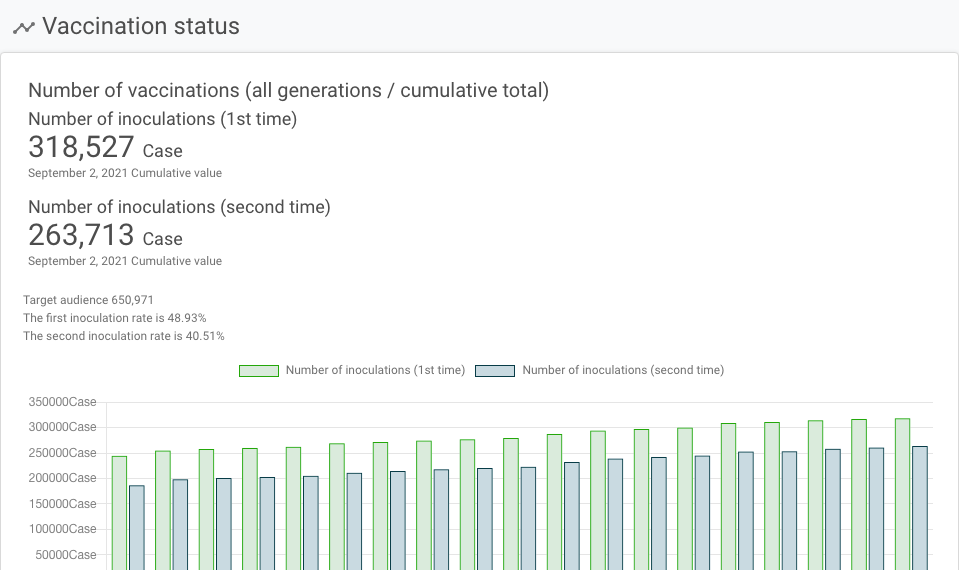 Vaccination status
Number of vaccinations (all generations / cumulative total)
Number of inoculations (1st time)
318,527 Case
September 2, 2021 Cumulative value
Number of inoculations (second time)
263,713 Case
September 2, 2021 Cumulative value
Target audience 650,971
The first inoculation rate is 48.93%
The second inoculation rate is 40.51%
Number of inoculations (1st time) Number of inoculations (second time)
350000Case
300000Case
250000Case
200000Case
150000Case
100000Case
50000Case